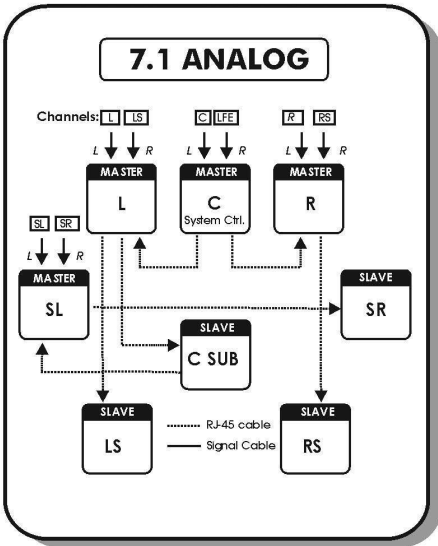 7.1 ANALOG
Channels: L LS C LFE R RS
L R L R L R
MASTER MASTER MASTER
L C R
System Ctrl.
SL SR
L R
MASTER SLAVE
SL SR
SLAVE
C SUB
SLAVE SLAVE
LS RS
RJ-45 cable
Signal Cable